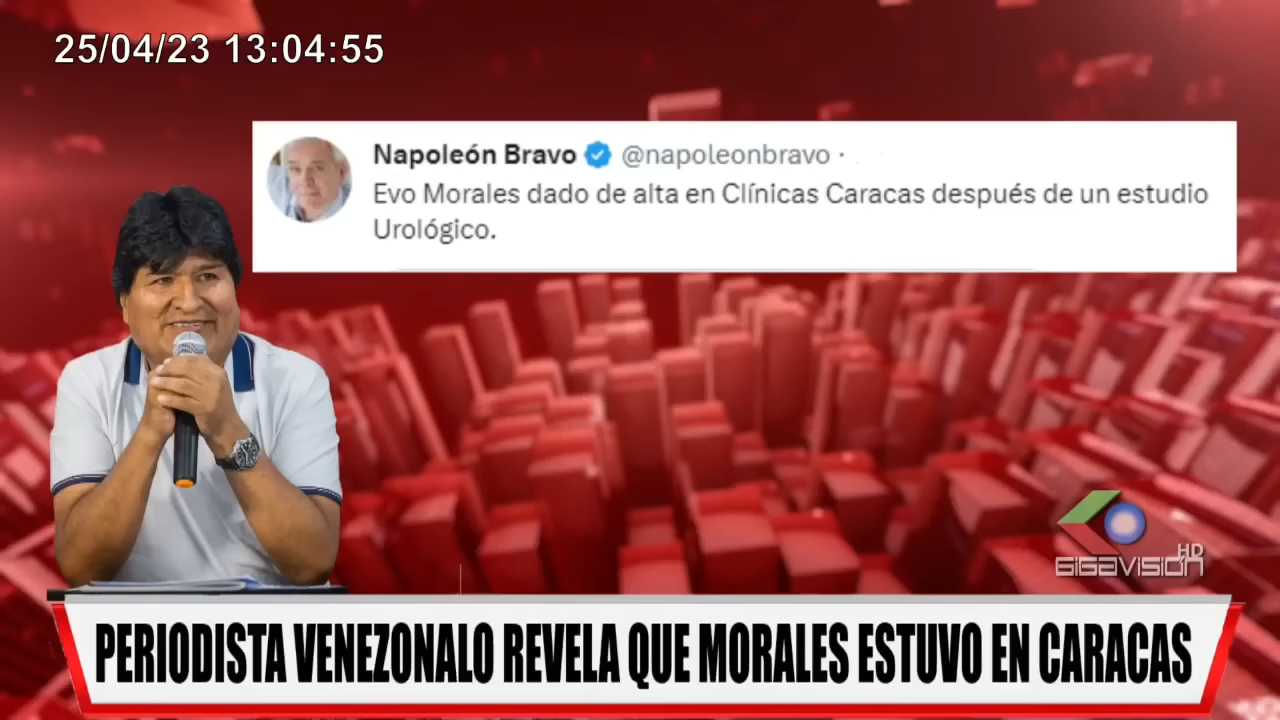 25/04/23 13:04:55
Napoleón Bravo @napoleonbravo ·
Evo Morales dado de alta en Clínicas Caracas después de un estudio
Urológico.
GIGAVISION HD
PERIODISTA VENEZONALO REVELA QUE MORALES ESTUVO EN CARACAS